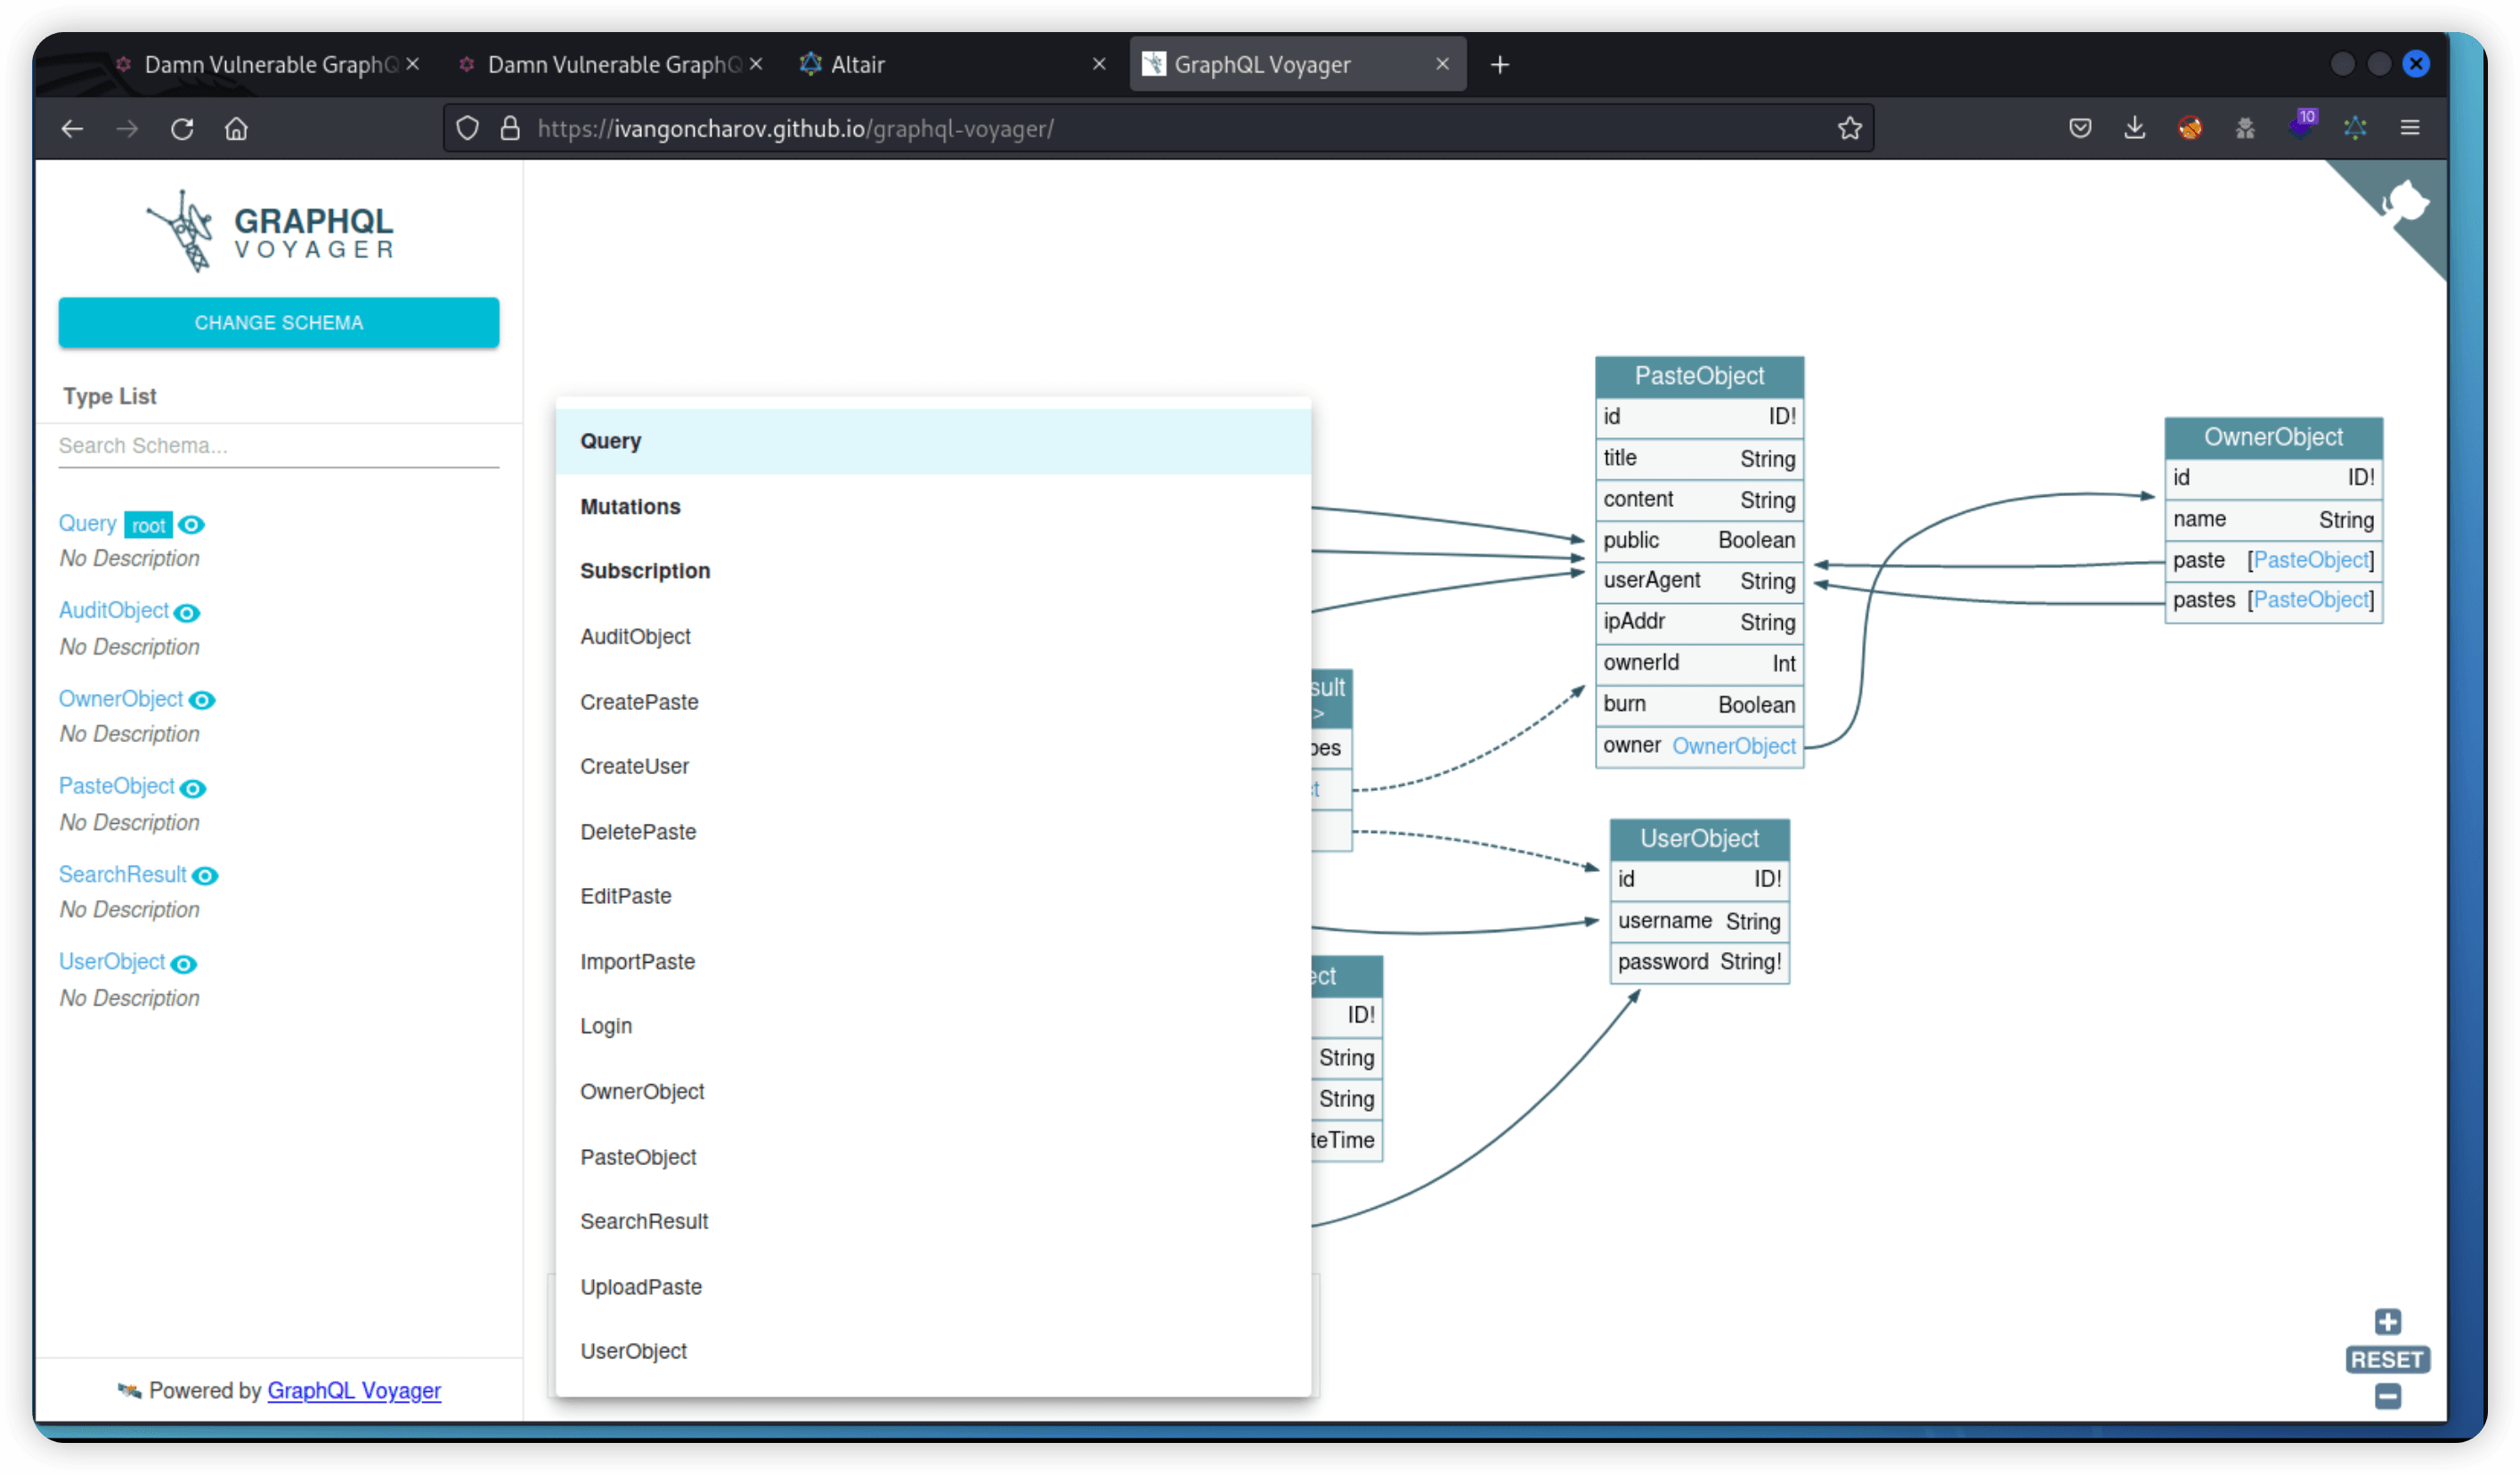 Damn Vulnerable GraphQ
Damn Vulnerable GraphQ
Altair
GraphQL Voyager
https://ivangoncharov.github.io/graphql-voyager/
10
GRAPHQL
VOYAGER
CHANGE SCHEMA
Type List
Search Schema...
Query root
No Description
AuditObject
No Description
OwnerObject
No Description
PasteObject
No Description
SearchResult
No Description
UserObject
No Description
Powered by GraphQL Voyager
Query
Mutations
Subscription
AuditObject
CreatePaste
CreateUser
DeletePaste
EditPaste
ImportPaste
Login
OwnerObject
PasteObject
SearchResult
UploadPaste
UserObject
sult
>
pes
t
ect
ID!
String
String
teTime
PasteObject
id ID!
title String
content String
public Boolean
userAgent String
ipAddr String
ownerId Int
burn Boolean
owner OwnerObject
UserObject
id ID!
username String
password String!
OwnerObject
id ID!
name String
paste [PasteObject]
pastes [PasteObject]
RESET